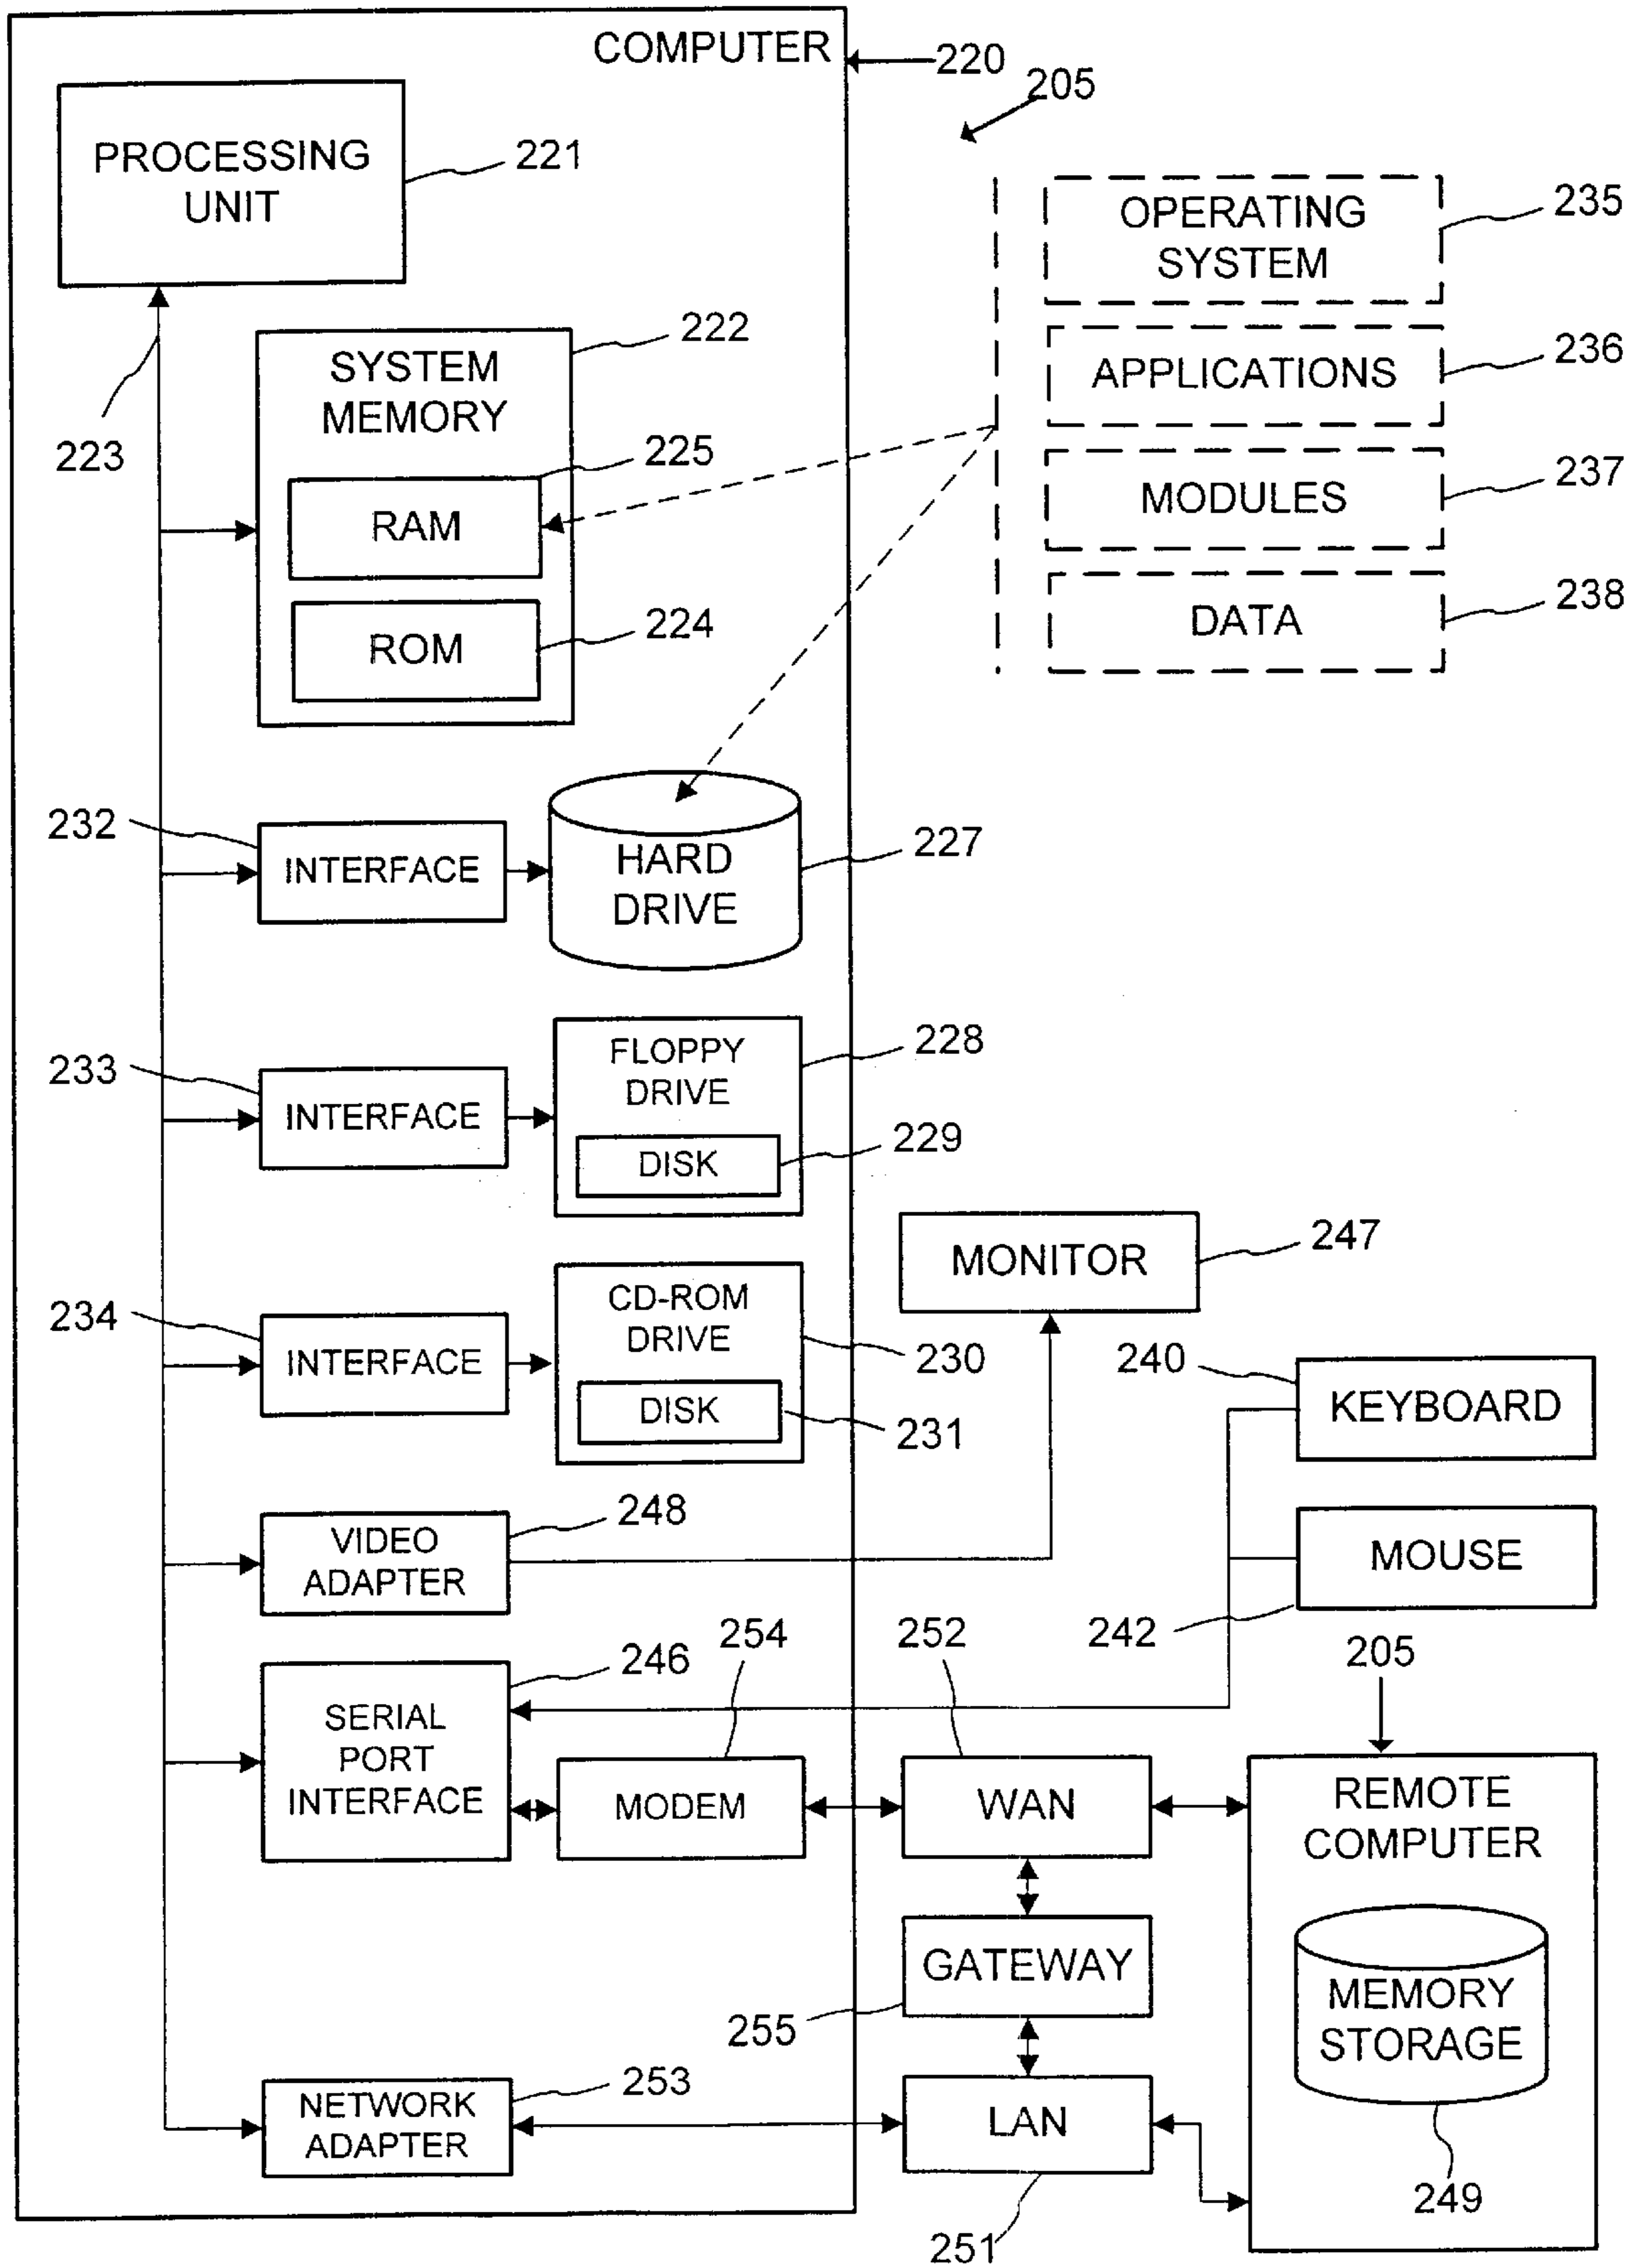 COMPUTER
220
205
PROCESSING
UNIT
221
OPERATING
SYSTEM
235
222
SYSTEM
MEMORY
223
APPLICATIONS
236
225
RAM
MODULES
237
224
ROM
DATA
238
232
INTERFACE
HARD
DRIVE
227
233
INTERFACE
FLOPPY
DRIVE
228
DISK
229
MONITOR
247
234
INTERFACE
CD-ROM
DRIVE
230
DISK
231
240
KEYBOARD
VIDEO
ADAPTER
248
MOUSE
242
246
254
252
205
SERIAL
PORT
INTERFACE
MODEM
WAN
REMOTE
COMPUTER
GATEWAY
255
MEMORY
STORAGE
249
NETWORK
ADAPTER
253
LAN
251